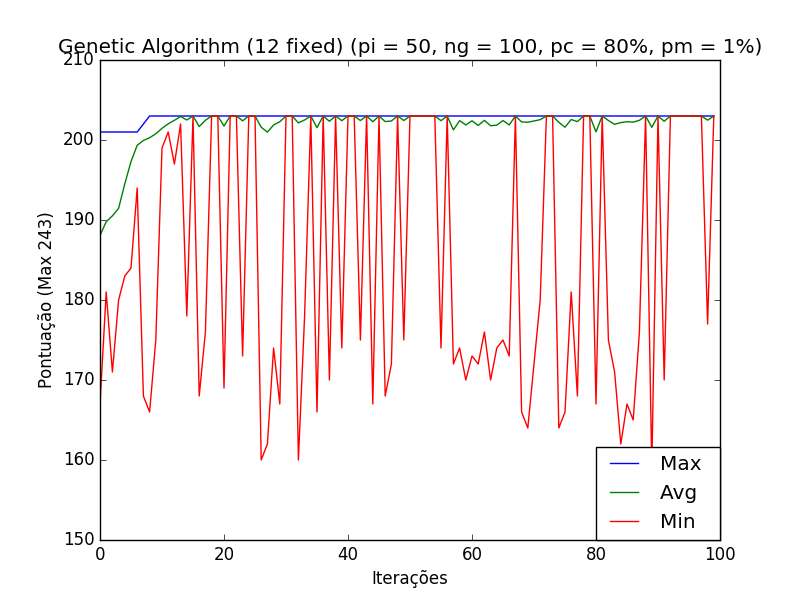 Genetic Algorithm (12 fixed) (pi = 50, ng = 100, pc = 80%, pm = 1%)
210
200
190
180
170
160
150
Pontuação (Max 243)
0 20 40 60 80 100
Iterações
Max
Avg
Min